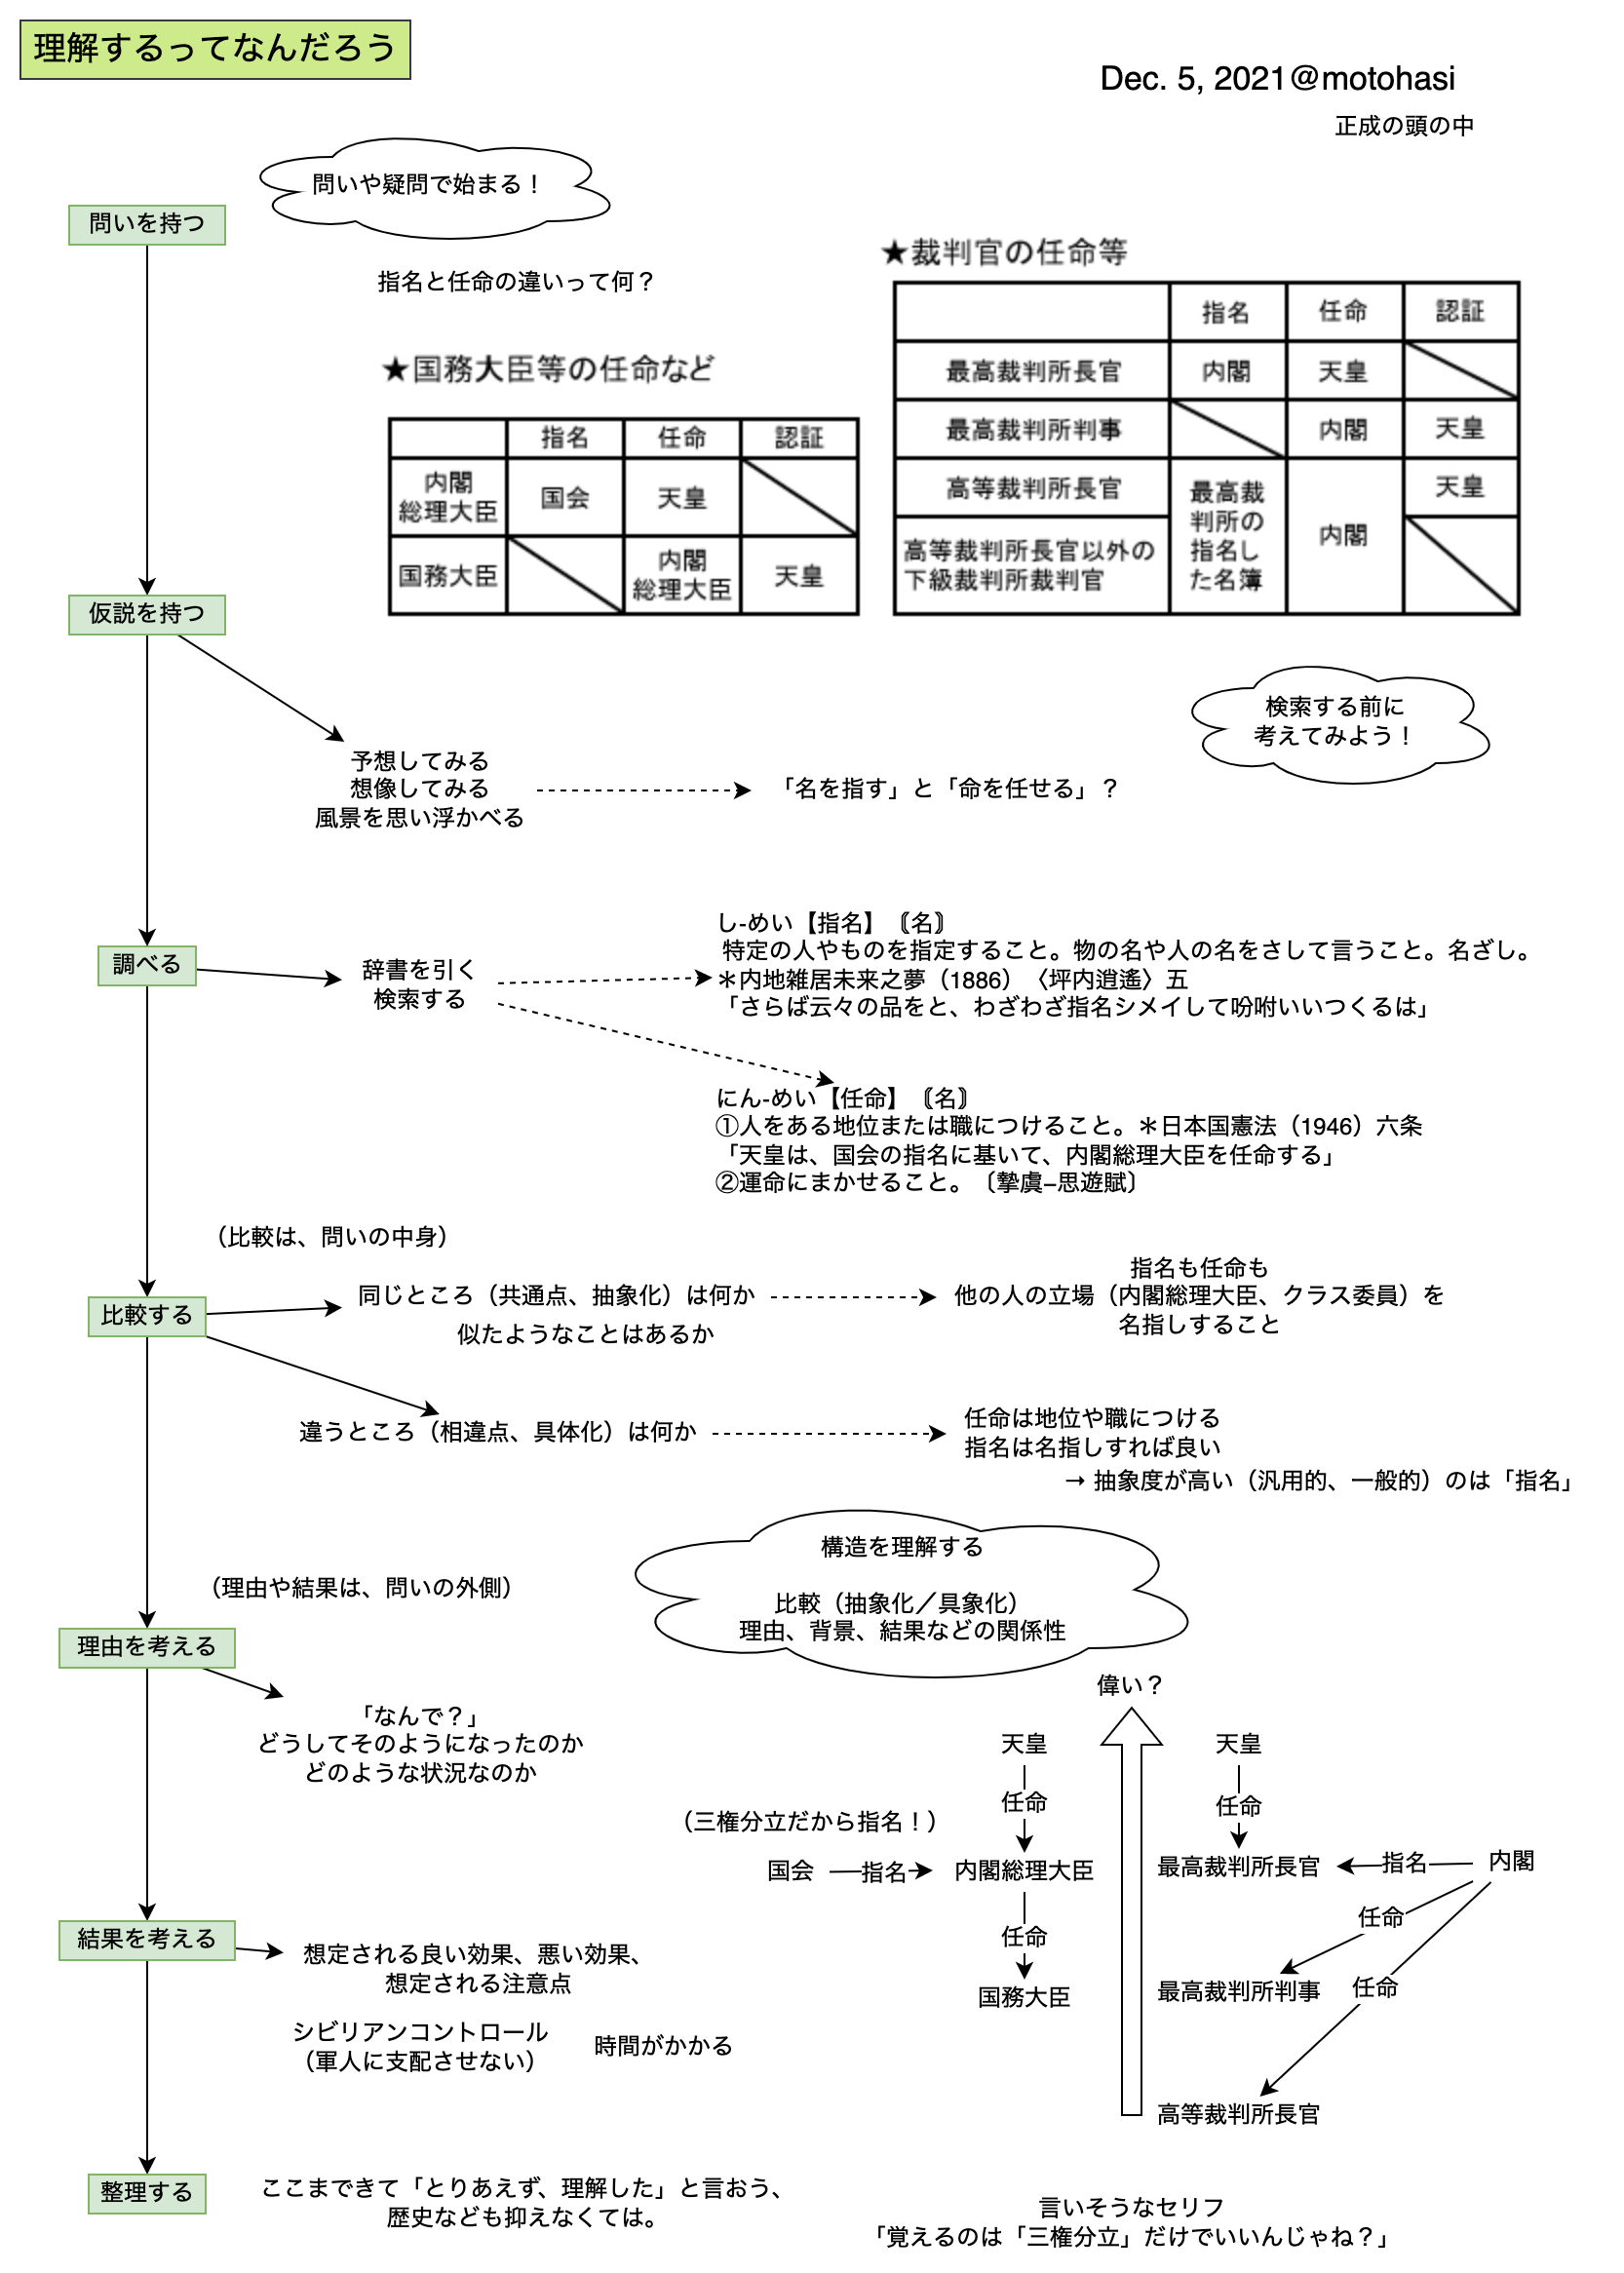 理解するってなんだろう
Dec. 5, 2021@motohasi
正成の頭の中
問いや疑問で始まる！
問いを持つ
指名と任命の違いって何？
★国務大臣等の任命など
指名 任命 認証
内閣
総理大臣 国会 天皇
国務大臣 内閣
総理大臣 天皇
★裁判官の任命等
指名 任命 認証
最高裁判所長官 内閣 天皇
最高裁判所判事 内閣 天皇
高等裁判所長官 最高裁
判所の
指名し
た名簿 内閣 天皇
高等裁判所長官以外の
下級裁判所裁判官
仮説を持つ
検索する前に
考えてみよう！
予想してみる
想像してみる
風景を思い浮かべる
「名を指す」と「命を任せる」？
調べる
辞書を引く
検索する
し-めい【指名】〘名〙
特定の人やものを指定すること。物の名や人の名をさして言うこと。名ざし。
＊内地雑居未来之夢（1886）〈坪内逍遙〉五
「さらば云々の品をと、わざわざ指名シメイして吩咐いいつくるは」
にん-めい【任命】〘名〙
①人をある地位または職につけること。＊日本国憲法（1946）六条
「天皇は、国会の指名に基いて、内閣総理大臣を任命する」
②運命にまかせること。〔摯虞−思遊賦〕
（比較は、問いの中身）
比較する
同じところ（共通点、抽象化）は何か
似たようなことはあるか
指名も任命も
他の人の立場（内閣総理大臣、クラス委員）を
名指しすること
違うところ（相違点、具体化）は何か
任命は地位や職につける
指名は名指しすれば良い
→ 抽象度が高い（汎用的、一般的）のは「指名」
構造を理解する
比較（抽象化／具象化）
理由、背景、結果などの関係性
（理由や結果は、問いの外側）
理由を考える
「なんで？」
どうしてそのようになったのか
どのような状況なのか
偉い？
天皇
任命
（三権分立だから指名！）
国会
指名
内閣総理大臣
任命
国務大臣
天皇
任命
最高裁判所長官
指名
内閣
任命
最高裁判所判事
任命
高等裁判所長官
結果を考える
想定される良い効果、悪い効果、
想定される注意点
シビリアンコントロール
（軍人に支配させない）
時間がかかる
整理する
ここまできて「とりあえず、理解した」と言おう、
歴史なども抑えなくては。
言いそうなセリフ
「覚えるのは「三権分立」だけでいいんじゃね？」